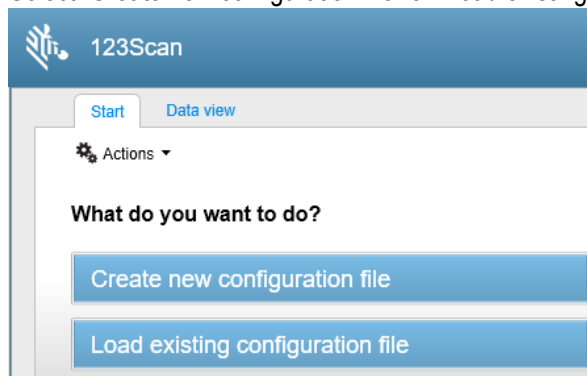 123Scan
Start Data view
Actions
What do you want to do?
Create new configuration file
Load existing configuration file